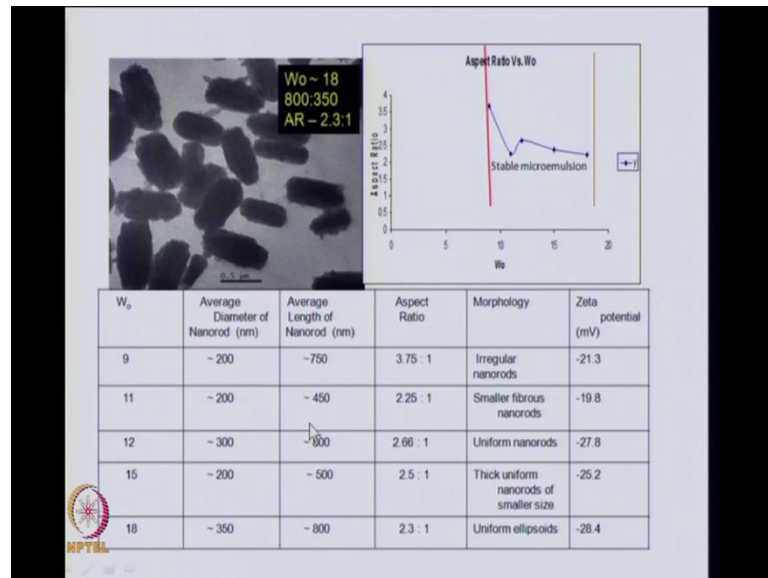 Wo ~ 18
800:350
AR – 2.3:1
0.5 µm
Aspect Ratio Vs. Wo
Aspect Ratio
4
3.5
3
2.5
2
1.5
1
0.5
0
0 5 10 15 20
Wo
Stable microemulsion
W₀ Average Diameter of Nanorod (nm) Average Length of Nanorod (nm) Aspect Ratio Morphology Zeta potential (mV)
9 ~ 200 ~750 3.75 : 1 Irregular nanorods -21.3
11 ~ 200 ~ 450 2.25 : 1 Smaller fibrous nanorods -19.8
12 ~ 300 ~ 800 2.66 : 1 Uniform nanorods -27.8
15 ~ 200 ~ 500 2.5 : 1 Thick uniform nanorods of smaller size -25.2
18 ~ 350 ~ 800 2.3 : 1 Uniform ellipsoids -28.4
NPTEL